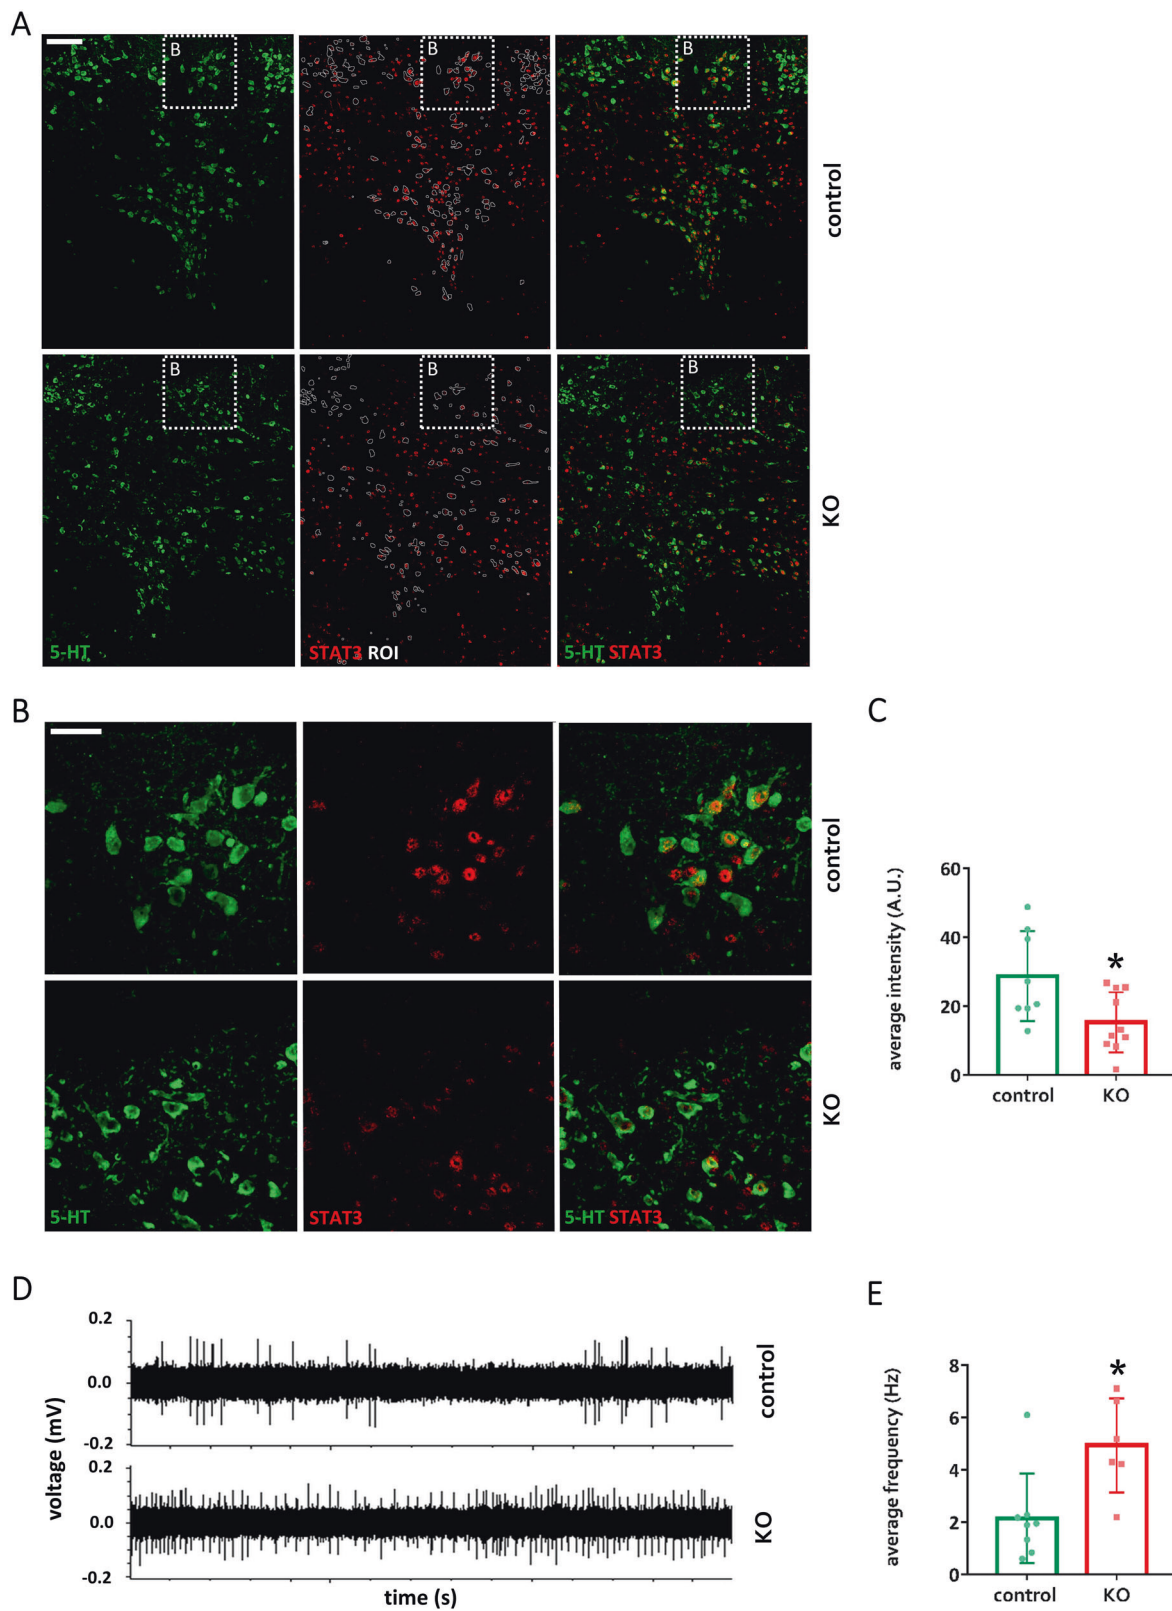 A
B
B
B
control
B
B
B
KO
5-HT
STAT3 ROI
5-HT STAT3
B
control
KO
5-HT
STAT3
5-HT STAT3
C
average intensity (A.U.)
60
40
20
0
*
control
KO
D
voltage (mV)
0.2
0.0
-0.2
control
0.2
0.0
-0.2
KO
time (s)
E
average frequency (Hz)
8
6
4
2
0
*
control
KO